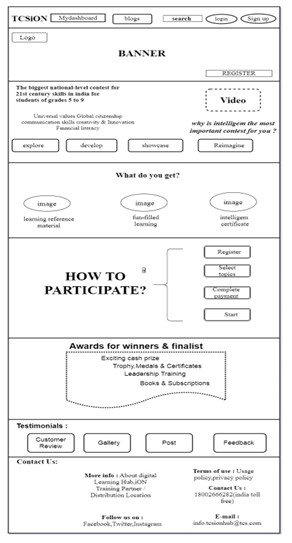 TCSiON Mydashboard blogs search login Sign up
Logo
BANNER
REGISTER
The biggest national-level contest for
21st century skills in india for
students of grades 5 to 9
Video
Universal values Global citizenship
communication skills creativity & Innovation
Financial literacy
why is intelligem the most
important contest for you ?
explore develop showcase Reimagine
What do you get?
image image image
learning reference
material
fun-filled
learning
intelligem
certificate
HOW TO
PARTICIPATE?
Register
Select
topics
Complete
payment
Start
Awards for winners & finalist
Exciting cash prize
Trophy,Medals & Certificates
Leadership Training
Books & Subscriptions
Testimonials :
Customer
Review
Gallery
Post
Feedback
Contact Us:
More info : About digital
Learning Hub,iON
Training Partner /
Distribution Location
Terms of use : Usage
policy,privacy policy
Contact Us :
18002666282(india toll
free)
Follow us on :
Facebook,Twitter,Instagram
E-mail :
info.tcsionhub@tcs.com